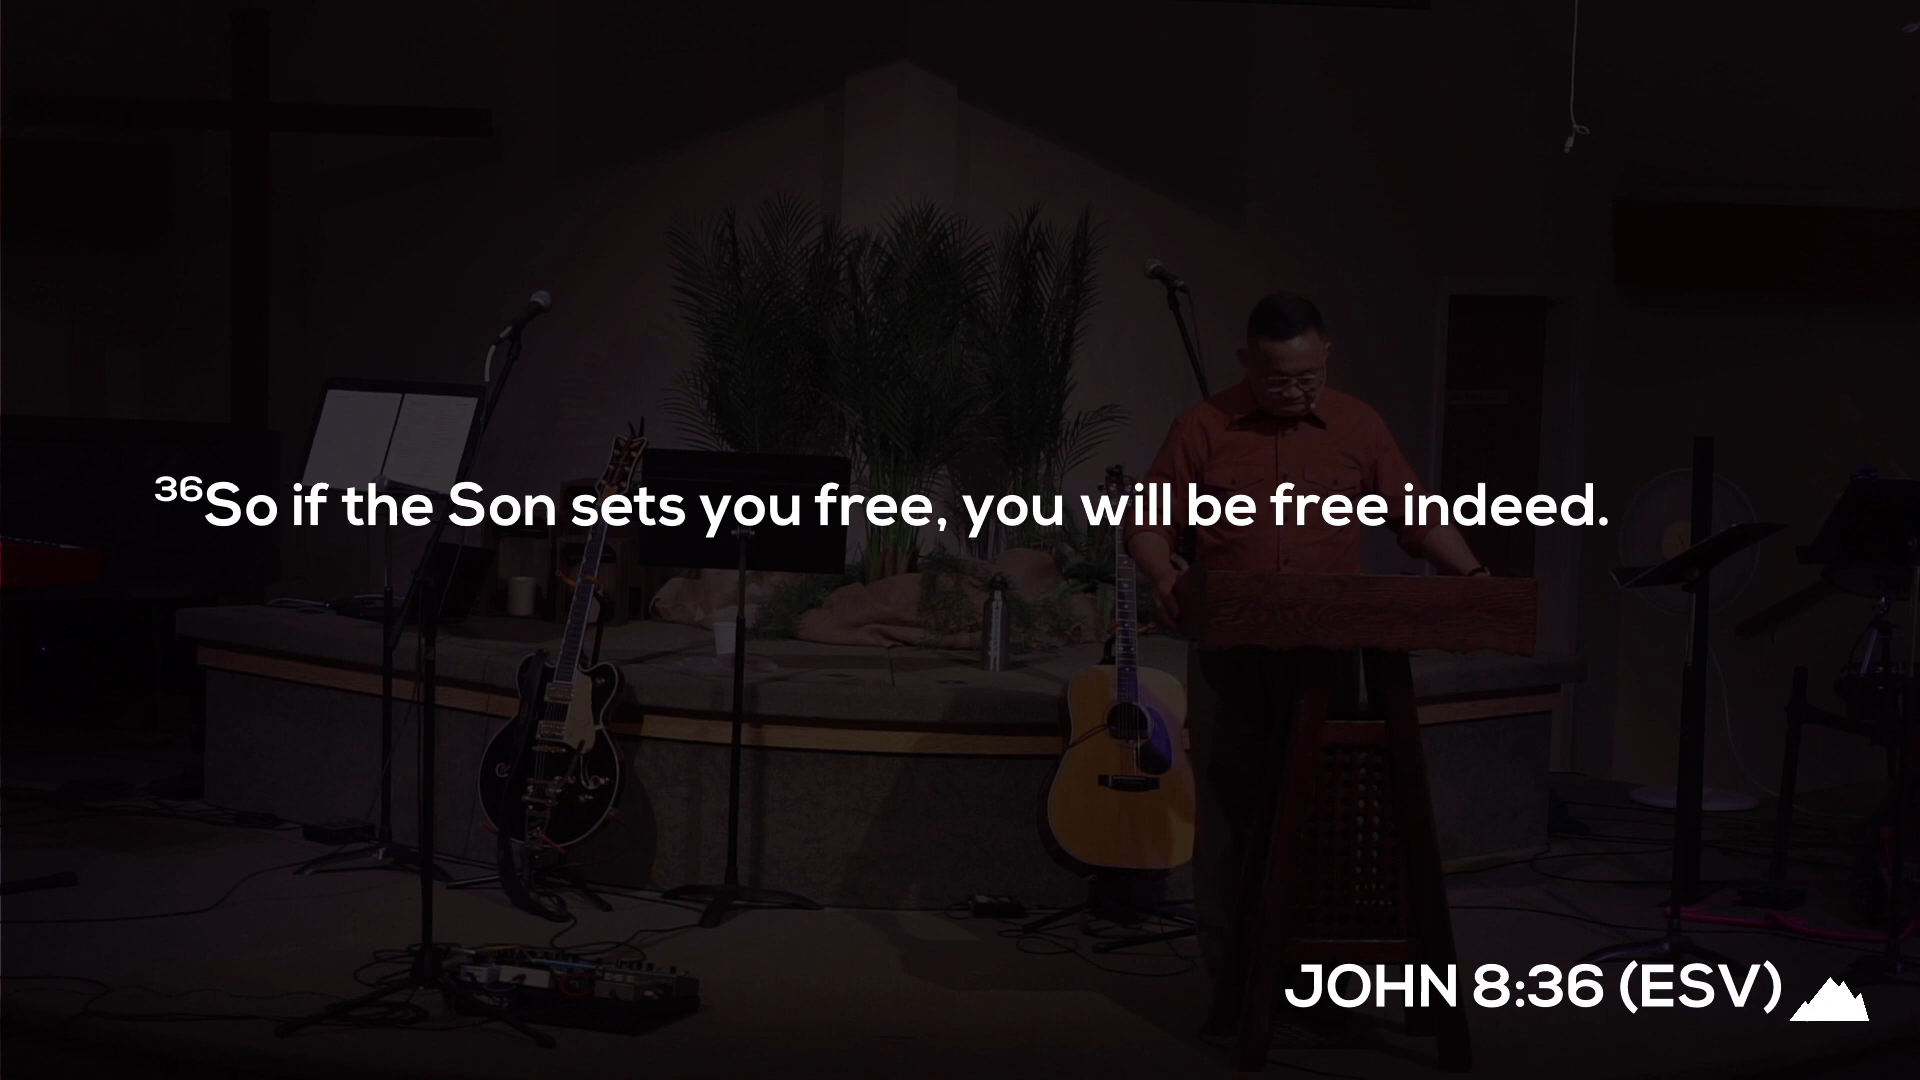 ³⁶So if the Son sets you free, you will be free indeed.
JOHN 8:36 (ESV)